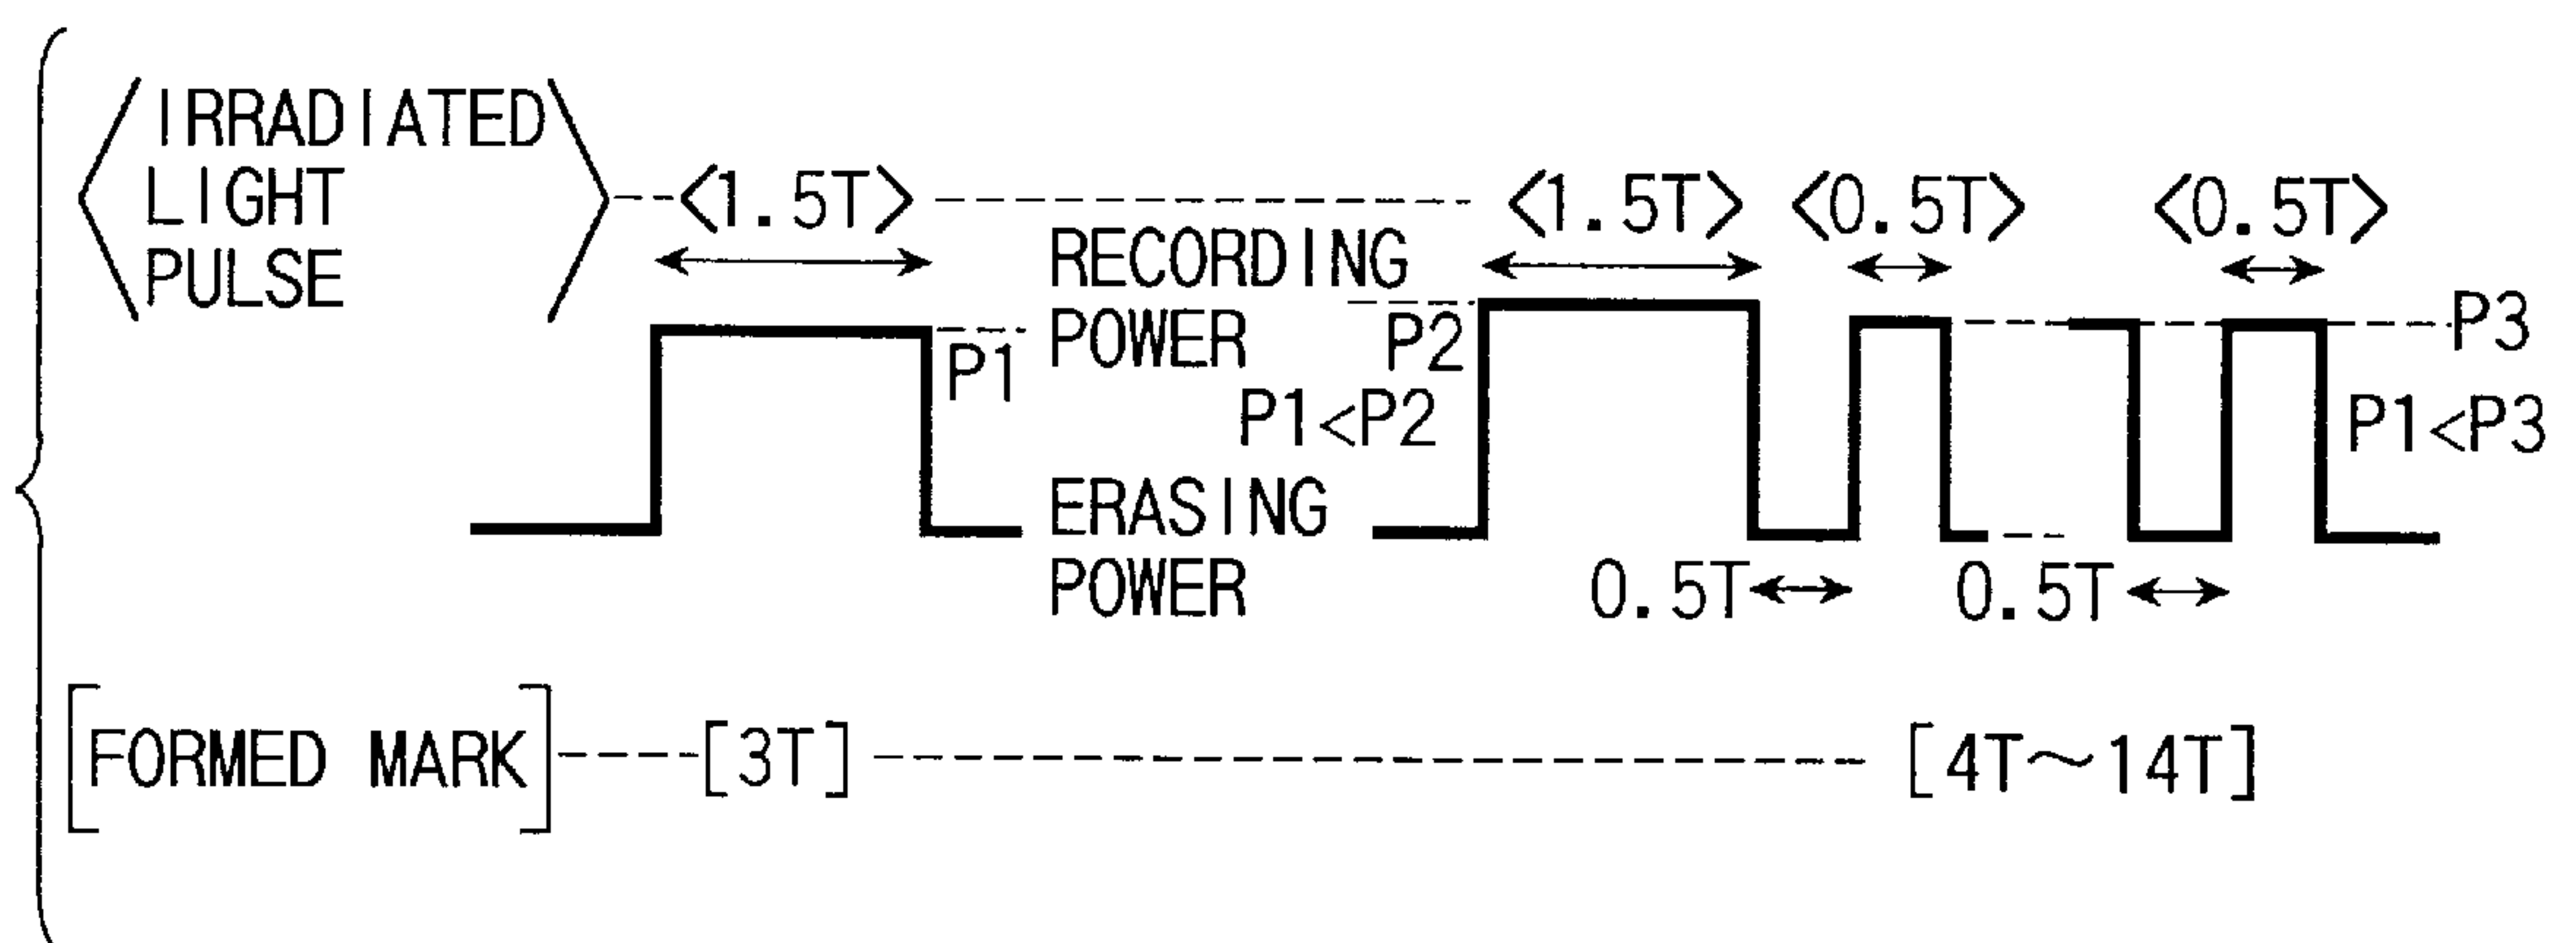 <IRRADIATED
LIGHT
PULSE>
<1.5T>
<1.5T>
<0.5T>
<0.5T>
RECORDING
POWER
P1
P2
P3
P1<P2
P1<P3
ERASING
POWER
0.5T
0.5T
[FORMED MARK]
[3T]
[4T~14T]